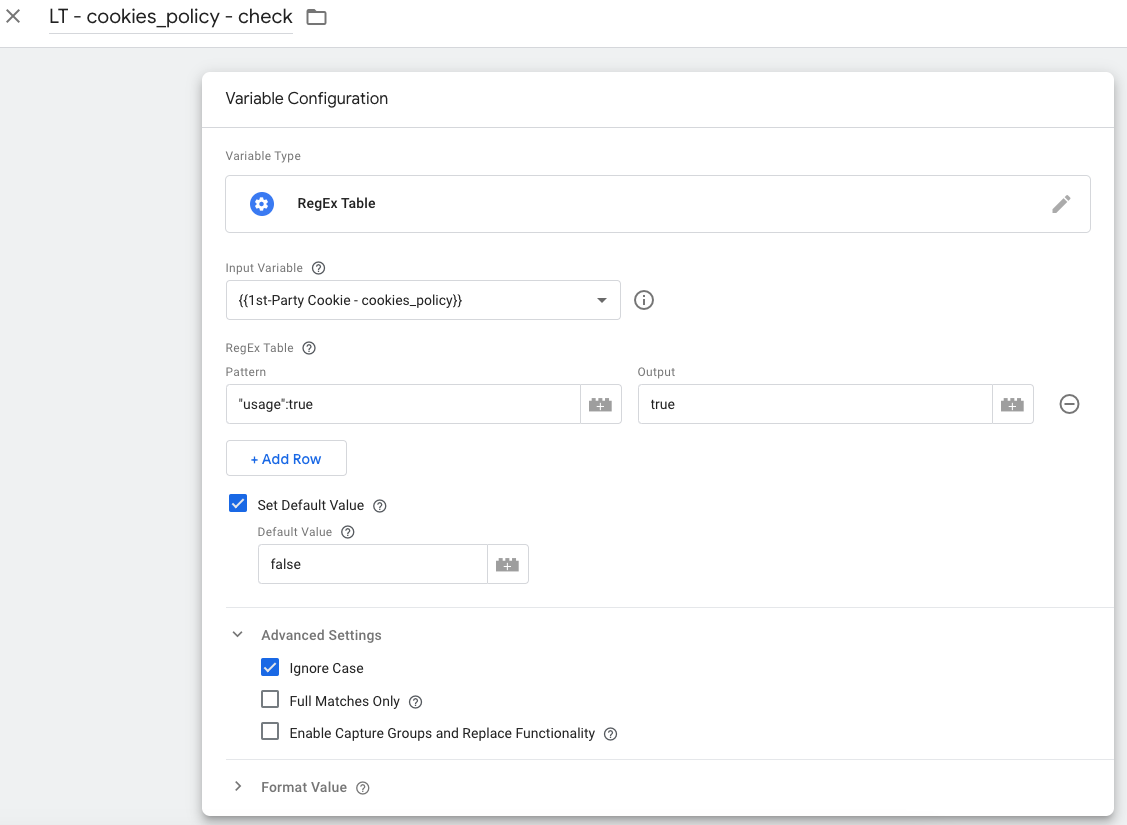 LT - cookies_policy - check
Variable Configuration
Variable Type
RegEx Table
Input Variable
{{1st-Party Cookie - cookies_policy}}
RegEx Table
Pattern
Output
"usage":true
true
+ Add Row
Set Default Value
Default Value
false
Advanced Settings
Ignore Case
Full Matches Only
Enable Capture Groups and Replace Functionality
Format Value